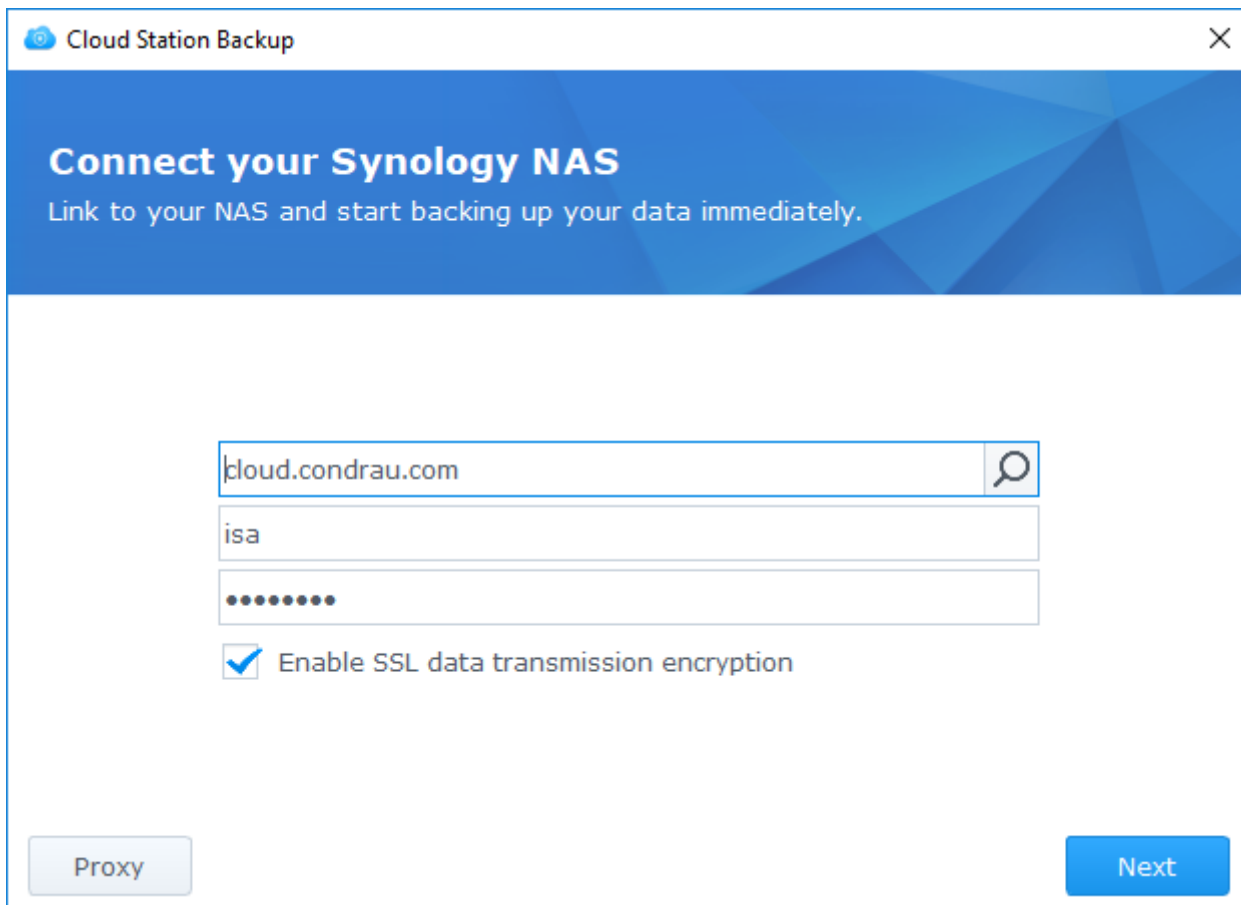 Cloud Station Backup
Connect your Synology NAS
Link to your NAS and start backing up your data immediately.
cloud.condrau.com
isa
••••••••
Enable SSL data transmission encryption
Proxy
Next